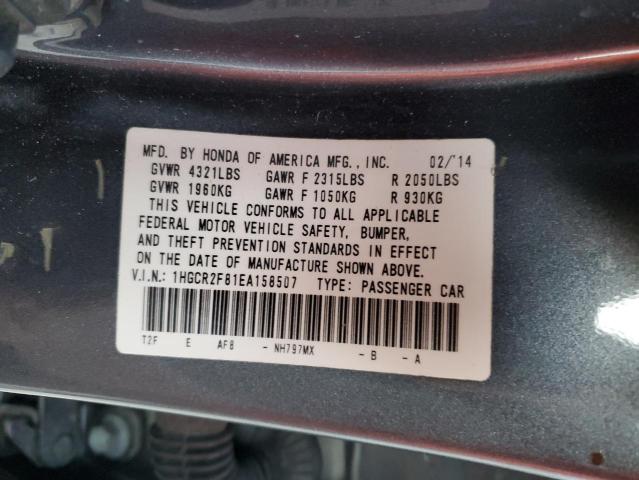 MFD. BY HONDA OF AMERICA MFG., INC. 02/'14
GVWR 4321LBS GAWR F 2315LBS R 2050LBS
GVWR 1960KG GAWR F 1050KG R 930KG
THIS VEHICLE CONFORMS TO ALL APPLICABLE
FEDERAL MOTOR VEHICLE SAFETY, BUMPER,
AND THEFT PREVENTION STANDARDS IN EFFECT
ON THE DATE OF MANUFACTURE SHOWN ABOVE.
V.I.N.: 1HGCR2F81EA158507 TYPE: PASSENGER CAR
T2F E AF8 - NH797MX - B - A